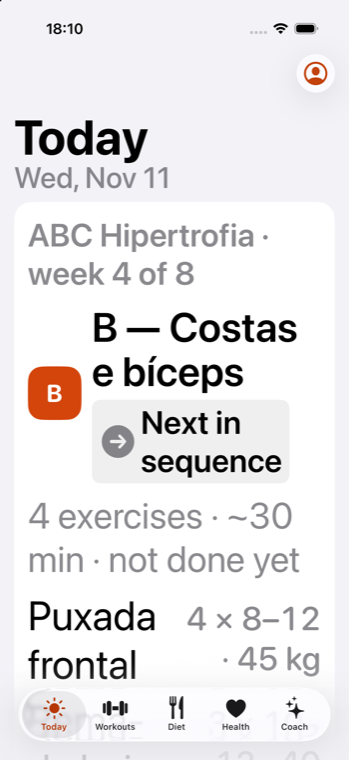 18:10
Today
Wed, Nov 11
ABC Hipertrofia ·
week 4 of 8
B
B — Costas
e bíceps
Next in
sequence
4 exercises · ~30
min · not done yet
Puxada
frontal
4 × 8–12
· 45 kg
Today
Workouts
Diet
Health
Coach